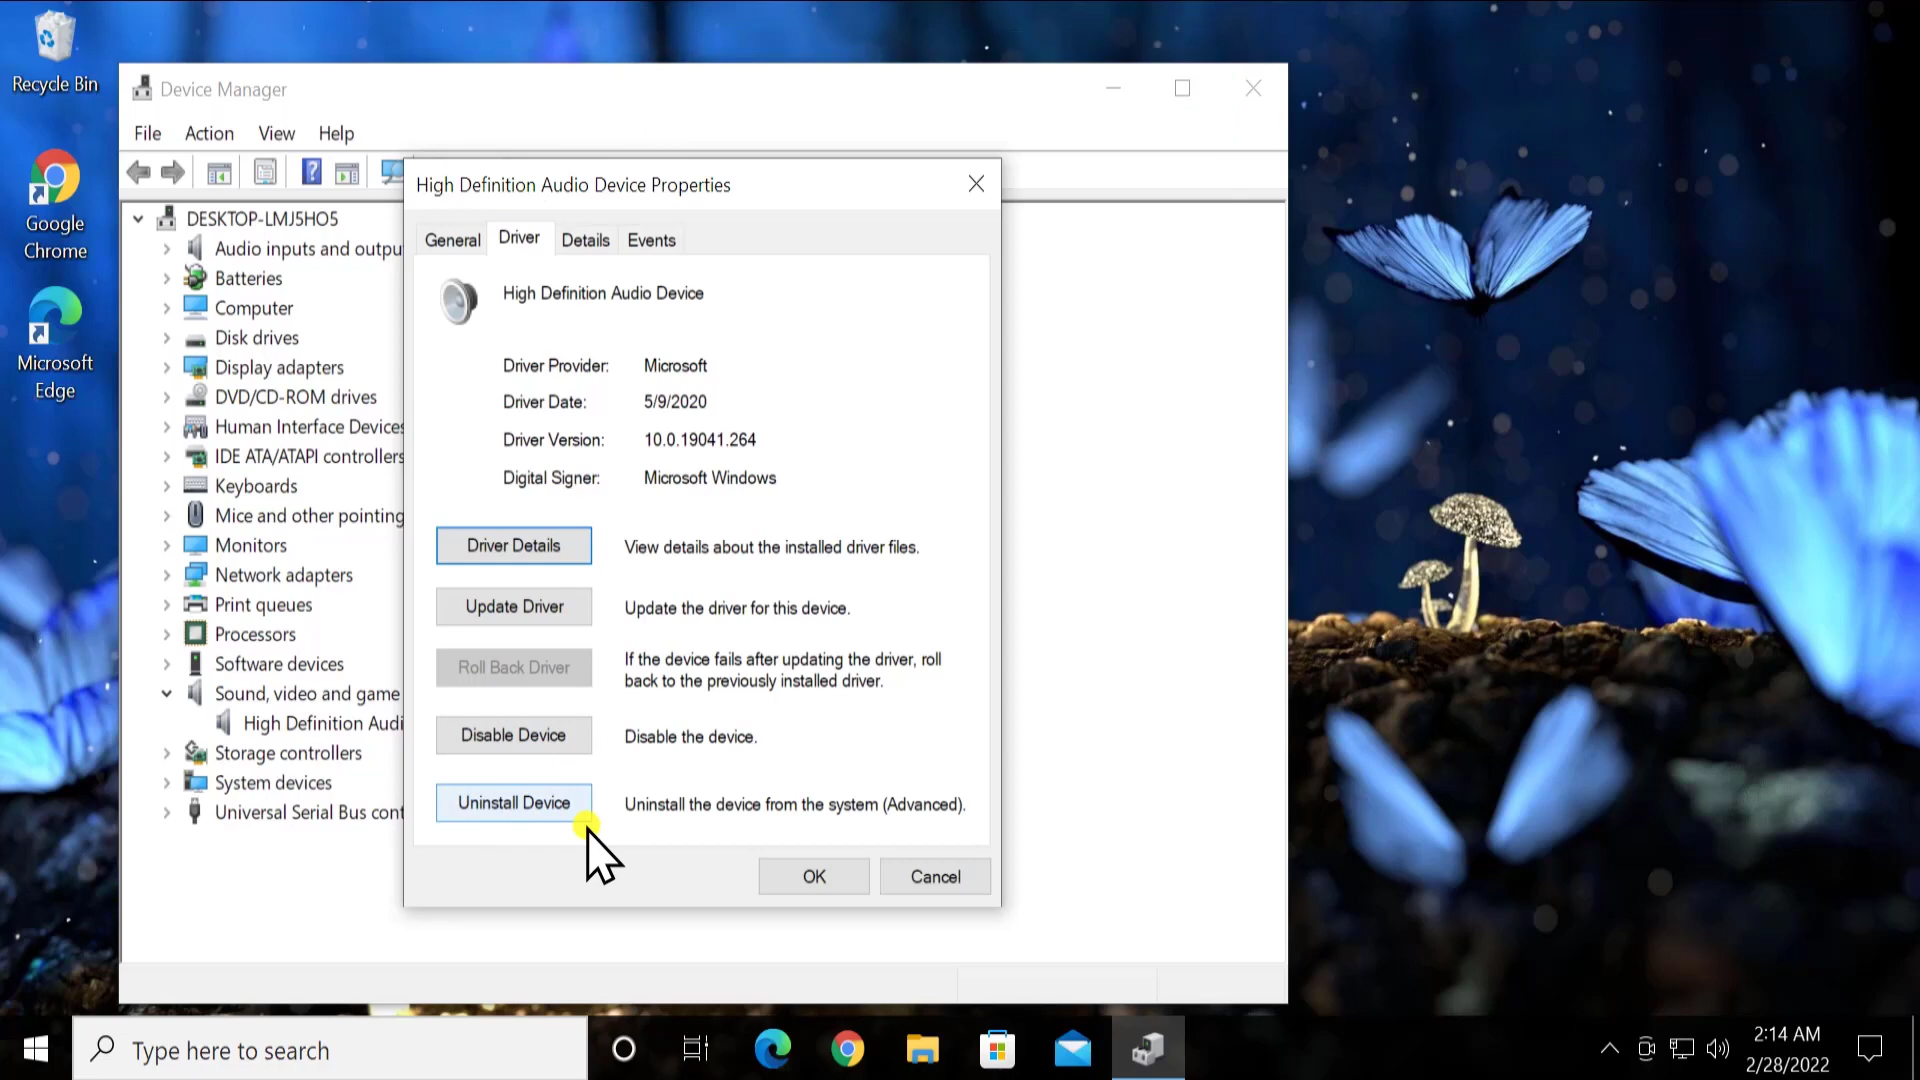 Recycle Bin
Google
Chrome
Microsoft
Edge
Device Manager
File Action View Help
DESKTOP-LMJ5HO5
Audio inputs and outpu
Batteries
Computer
Disk drives
Display adapters
DVD/CD-ROM drives
Human Interface Devices
IDE ATA/ATAPI controllers
Keyboards
Mice and other pointing
Monitors
Network adapters
Print queues
Processors
Software devices
Sound, video and game
High Definition Audi
Storage controllers
System devices
Universal Serial Bus cont
High Definition Audio Device Properties
General Driver Details Events
High Definition Audio Device
Driver Provider: Microsoft
Driver Date: 5/9/2020
Driver Version: 10.0.19041.264
Digital Signer: Microsoft Windows
Driver Details View details about the installed driver files.
Update Driver Update the driver for this device.
Roll Back Driver If the device fails after updating the driver, roll
back to the previously installed driver.
Disable Device Disable the device.
Uninstall Device Uninstall the device from the system (Advanced).
OK Cancel
Type here to search
2:14 AM
2/28/2022